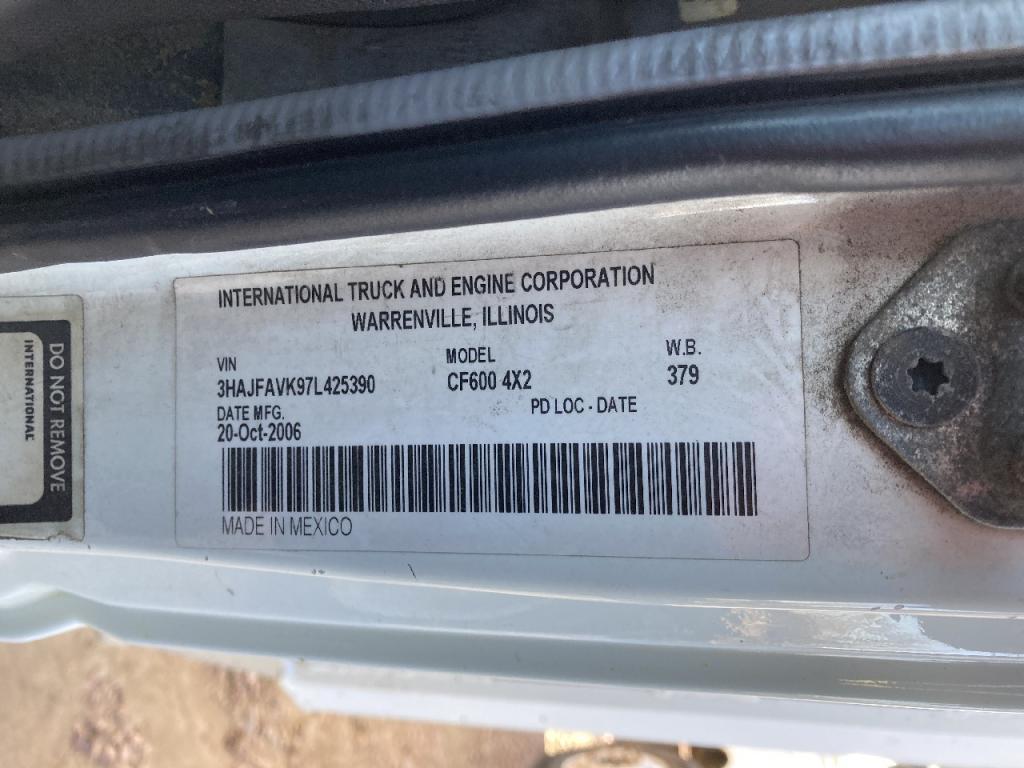 INTERNATIONAL TRUCK AND ENGINE CORPORATION
WARRENVILLE, ILLINOIS
VIN MODEL W.B.
3HAJFAVK97L425390 CF600 4X2 379
DATE MFG. PD LOC - DATE
20-Oct-2006
MADE IN MEXICO
DO NOT REMOVE
INTERNATIONAL